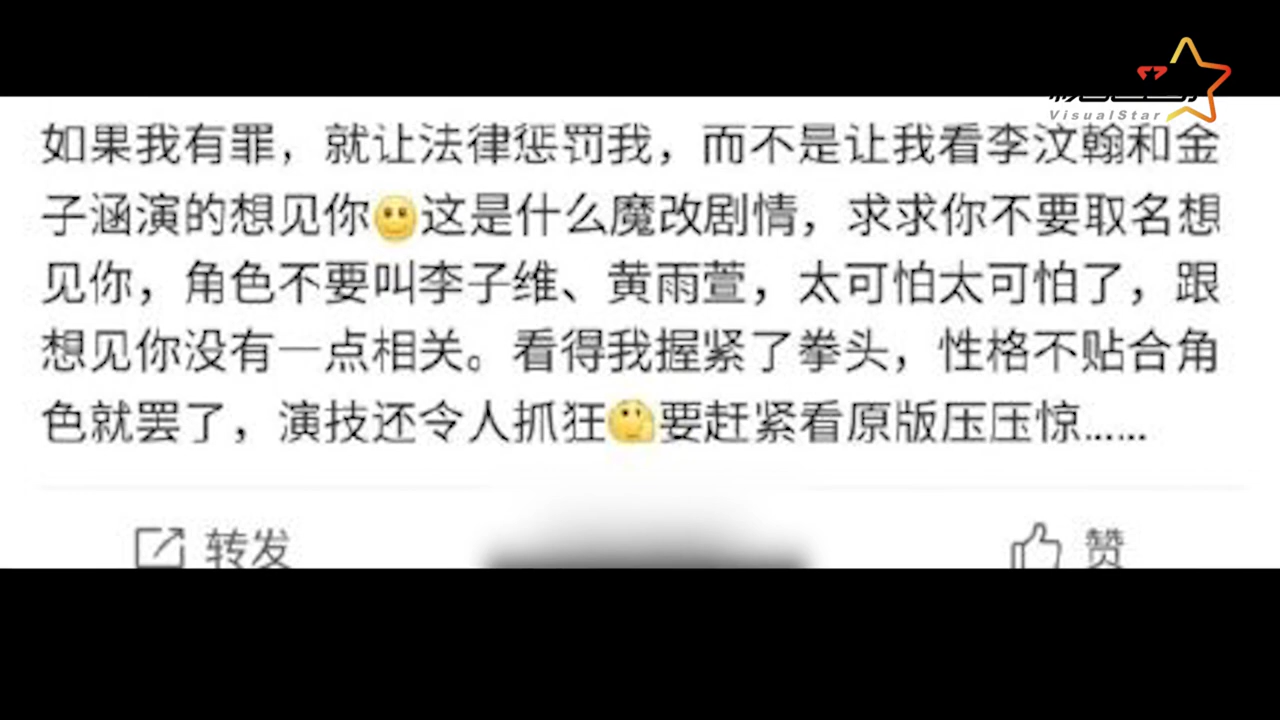 VisualStar
如果我有罪，就让法律惩罚我，而不是让我看李汶翰和金
子涵演的想见你🙂这是什么魔改剧情，求求你不要取名想
见你，角色不要叫李子维、黄雨萱，太可怕太可怕了，跟
想见你没有一点相关。看得我握紧了拳头，性格不贴合角
色就罢了，演技还令人抓狂🤔要赶紧看原版压压惊……
转发
赞